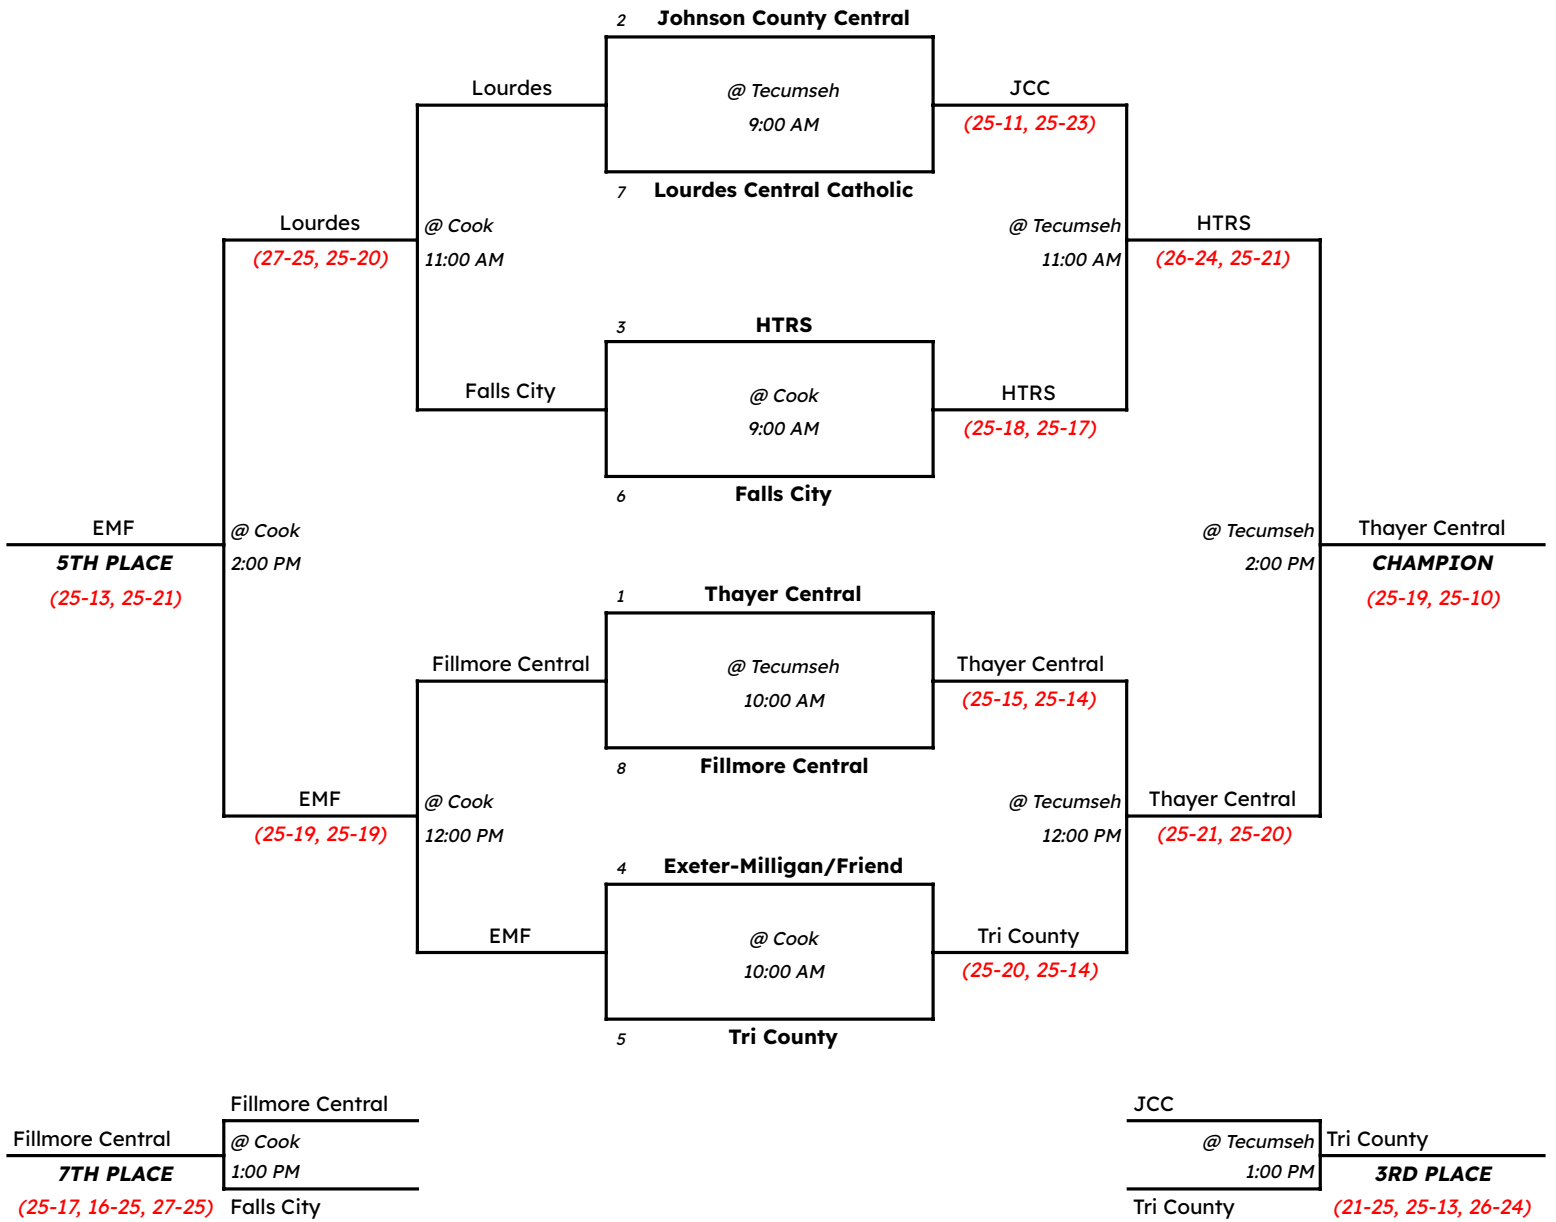 2 Johnson County Central
Lourdes
@ Tecumseh
JCC
9:00 AM
(25-11, 25-23)
7 Lourdes Central Catholic
Lourdes
@ Cook
@ Tecumseh
HTRS
(27-25, 25-20)
11:00 AM
11:00 AM
(26-24, 25-21)
3 HTRS
Falls City
@ Cook
HTRS
9:00 AM
(25-18, 25-17)
6 Falls City
EMF
@ Cook
@ Tecumseh
Thayer Central
5TH PLACE
2:00 PM
2:00 PM
CHAMPION
(25-13, 25-21)
(25-19, 25-10)
1 Thayer Central
Fillmore Central
@ Tecumseh
Thayer Central
10:00 AM
(25-15, 25-14)
8 Fillmore Central
EMF
@ Cook
@ Tecumseh
Thayer Central
(25-19, 25-19)
12:00 PM
12:00 PM
(25-21, 25-20)
4 Exeter-Milligan/Friend
EMF
@ Cook
Tri County
10:00 AM
(25-20, 25-14)
5 Tri County
Fillmore Central
JCC
Fillmore Central
@ Cook
@ Tecumseh
Tri County
7TH PLACE
1:00 PM
1:00 PM
3RD PLACE
(25-17, 16-25, 27-25)
Falls City
Tri County
(21-25, 25-13, 26-24)